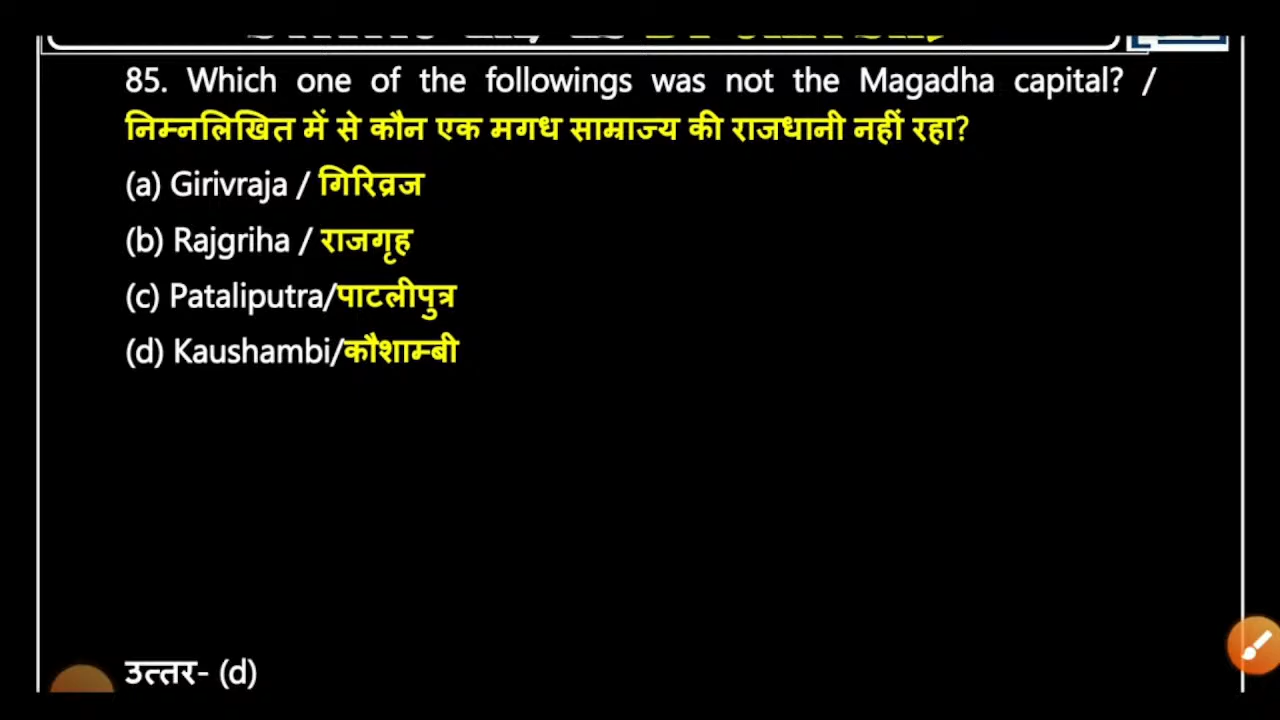 85. Which one of the followings was not the Magadha capital? /
निम्नलिखित में से कौन एक मगध साम्राज्य की राजधानी नहीं रहा?
(a) Girivraja / गिरिव्रज
(b) Rajgriha / राजगृह
(c) Pataliputra/पाटलीपुत्र
(d) Kaushambi/कौशाम्बी
उत्तर- (d)